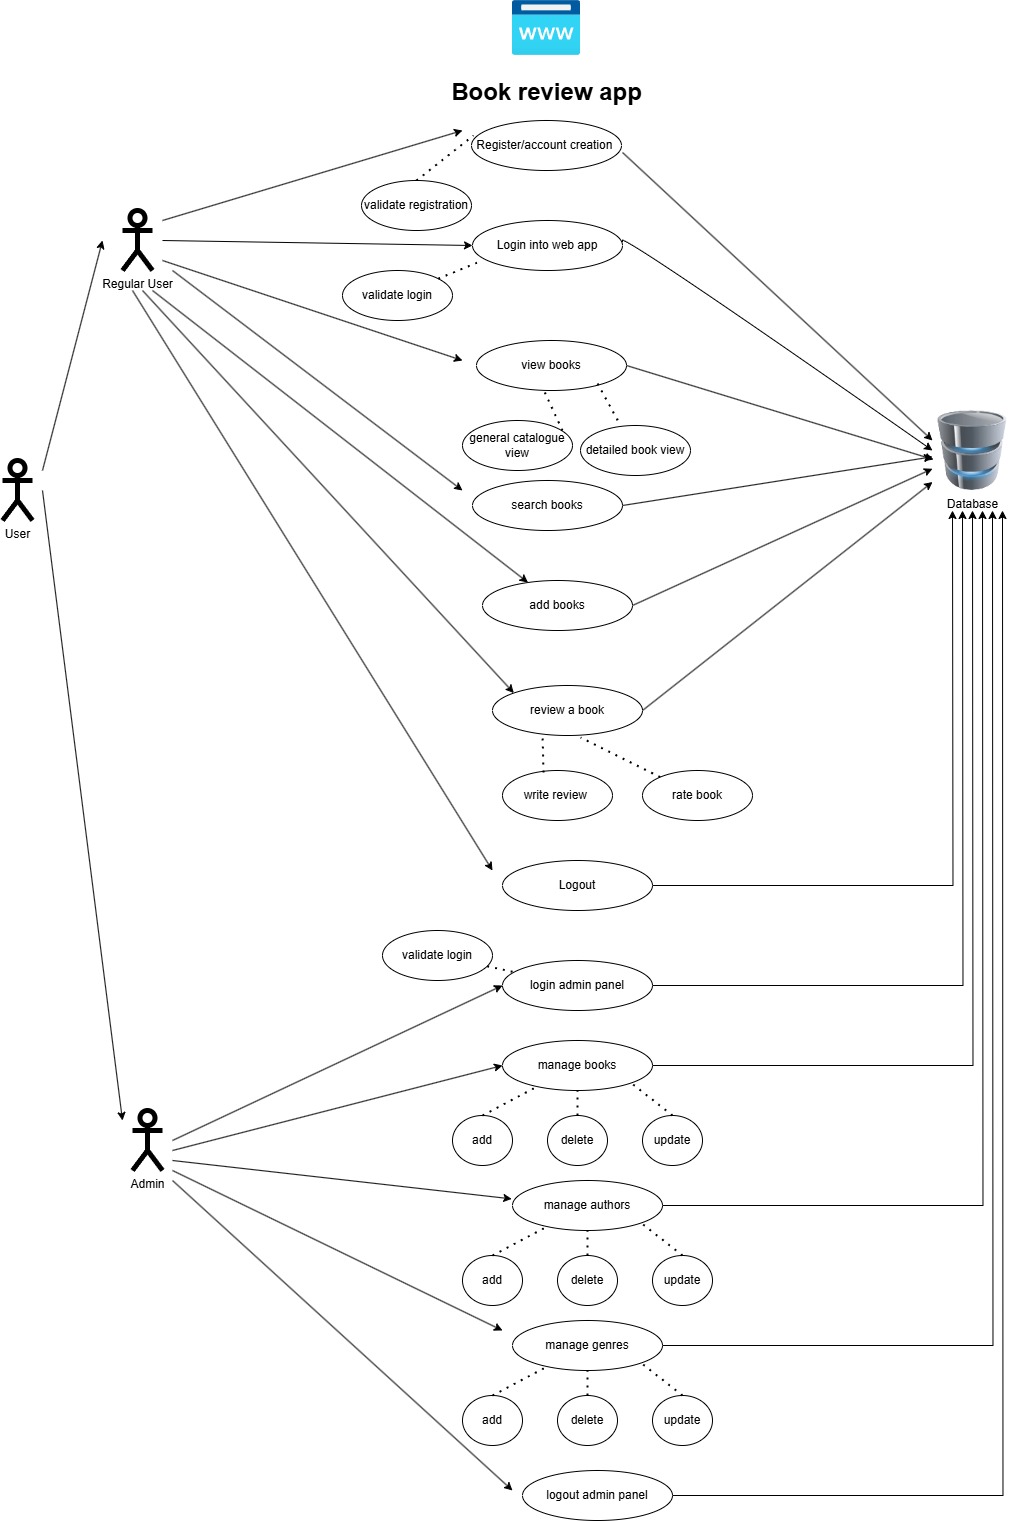 WWW
Book review app
Register/account creation
validate registration
Regular User
Login into web app
validate login
view books
general catalogue
view
detailed book view
search books
Database
User
add books
review a book
write review
rate book
Logout
validate login
login admin panel
manage books
add
delete
update
Admin
manage authors
add
delete
update
manage genres
add
delete
update
logout admin panel